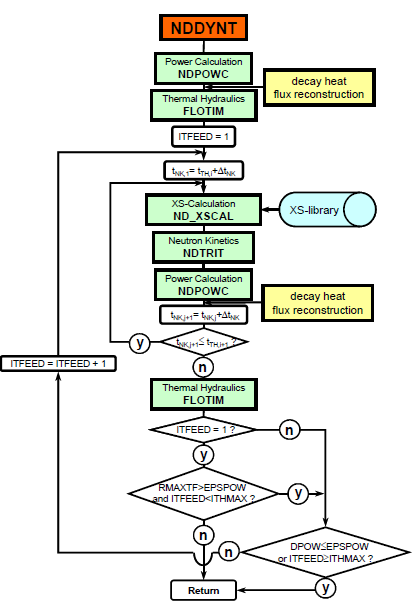 NDDYNT
Power Calculation
NDPOWC
decay heat
flux reconstruction
Thermal Hydraulics
FLOTIM
ITFEED = 1
tNK,1= tTH,i+ΔtNK
XS-Calculation
ND_XSCAL
XS-library
Neutron Kinetics
NDTRIT
Power Calculation
NDPOWC
decay heat
flux reconstruction
tNK,j+1= tNK,j+ΔtNK
y
tNK,j+1≤ tTH,i+1 ?
n
ITFEED = ITFEED + 1
Thermal Hydraulics
FLOTIM
ITFEED = 1 ?
n
y
RMAXTF>EPSPOW
and ITFEED<ITHMAX ?
y
n
n
DPOW≤EPSPOW
or ITFEED≥ITHMAX ?
y
Return